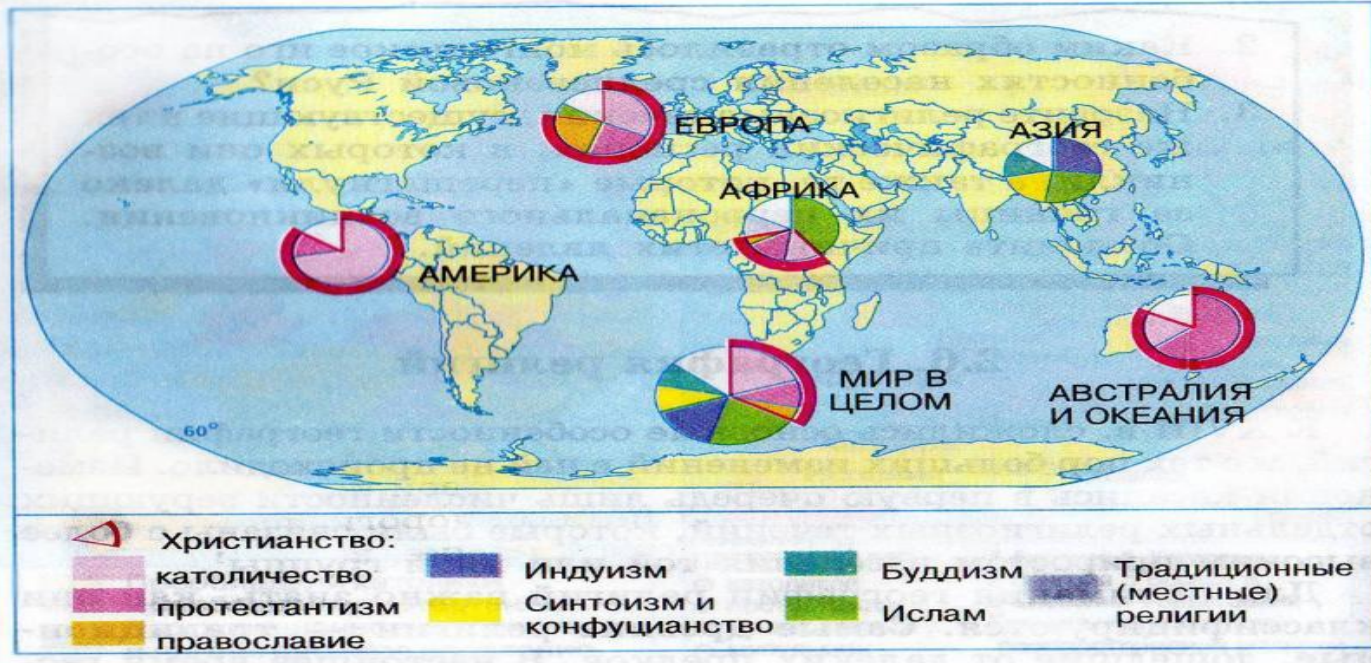 ЕВРОПА
АЗИЯ
АФРИКА
АМЕРИКА
МИР В
ЦЕЛОМ
АВСТРАЛИЯ
И ОКЕАНИЯ
60°
Христианство:
католичество
протестантизм
православие
Индуизм
Синтоизм и
конфуцианство
Буддизм
Ислам
Традиционные
(местные)
религии